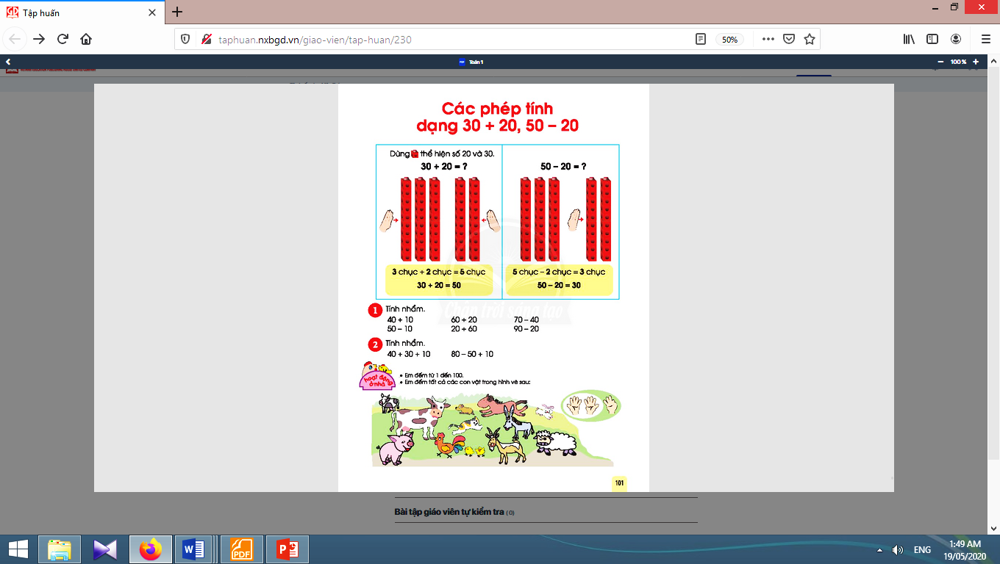 Tập huấn
taphuan.nxbgd.vn/giao-vien/tap-huan/230
50%
Toán 1
100 %
Các phép tính
dạng 30 + 20, 50 – 20
Dùng thể hiện số 20 và 30.
30 + 20 = ?
3 chục + 2 chục = 5 chục
30 + 20 = 50
50 – 20 = ?
5 chục – 2 chục = 3 chục
50 – 20 = 30
Chân trời sáng tạo
1 Tính nhẩm.
40 + 10 60 + 20 70 – 40
50 – 10 20 + 60 90 – 20
2 Tính nhẩm.
40 + 30 + 10 80 – 50 + 10
hoạt động
ở nhà
• Em đếm từ 1 đến 100.
• Em đếm tất cả các con vật trong hình vẽ sau:
101
Bài tập giáo viên tự kiểm tra (0)
PDF
ENG
1:49 AM
19/05/2020